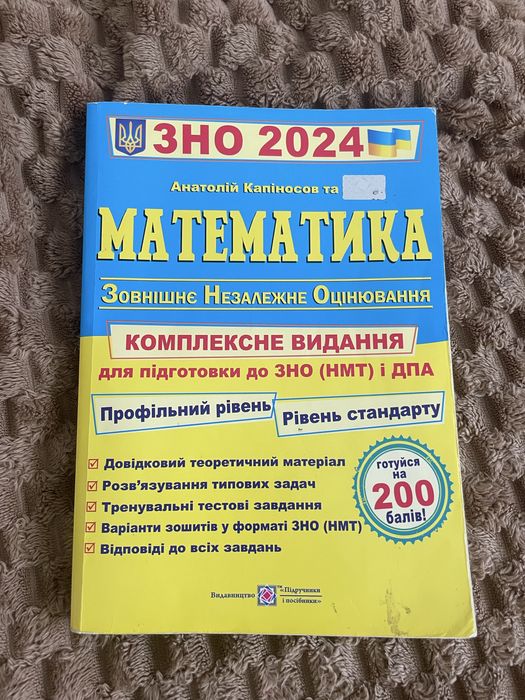 ЗНО 2024
Анатолій Капіносов та
МАТЕМАТИКА
Зовнішнє Незалежне Оцінювання
КОМПЛЕКСНЕ ВИДАННЯ
для підготовки до ЗНО (НМТ) і ДПА
Профільний рівень
Рівень стандарту
Довідковий теоретичний матеріал
Розв'язування типових задач
Тренувальні тестові завдання
Варіанти зошитів у форматі ЗНО (НМТ)
Відповіді до всіх завдань
готуйся
на
200
балів!
Видавництво
«Підручники
і посібники»